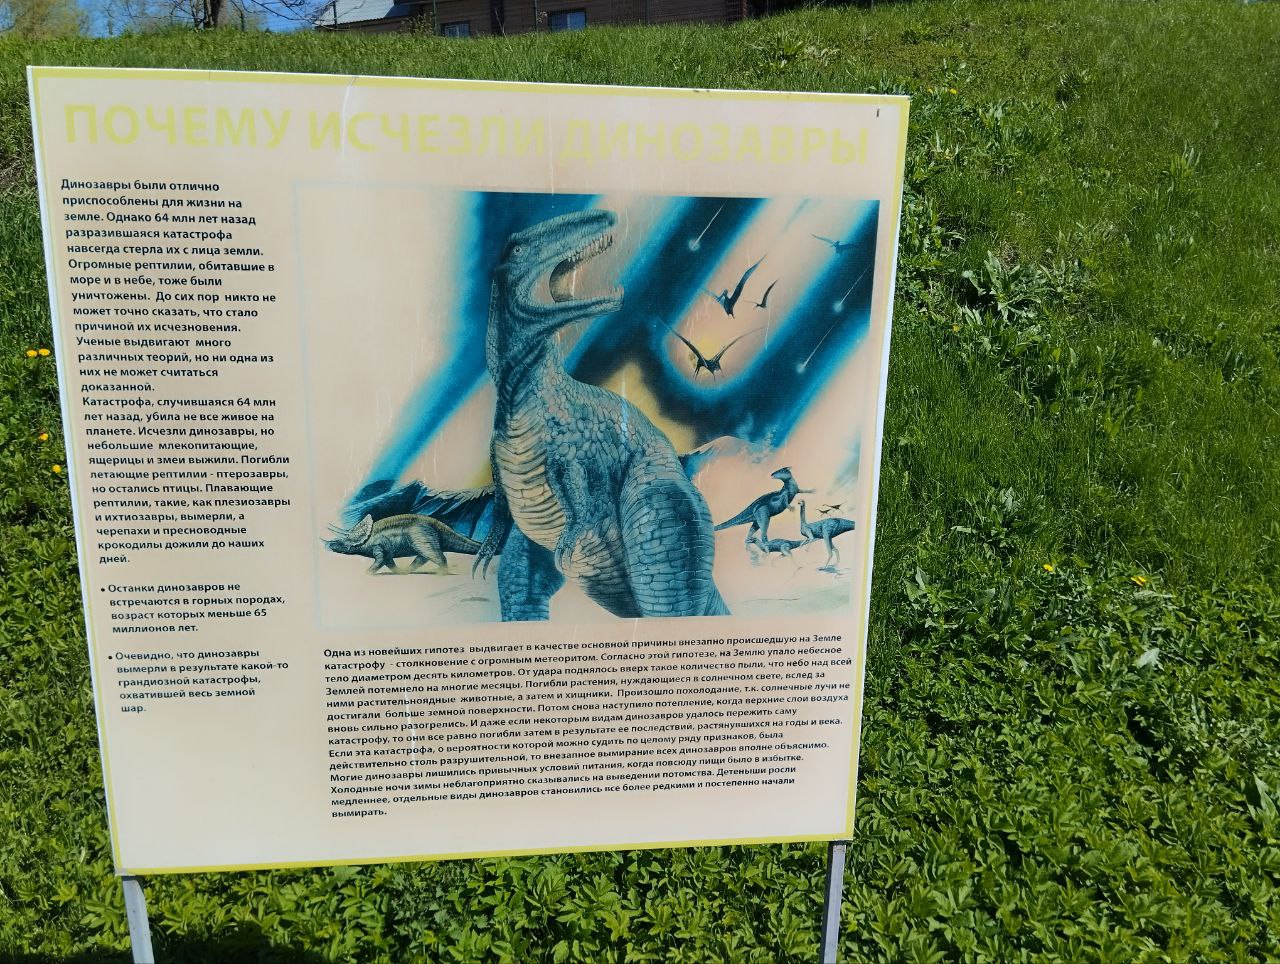 ПОЧЕМУ ИСЧЕЗЛИ ДИНОЗАВРЫ
Динозавры были отлично
приспособлены для жизни на
земле. Однако 64 млн лет назад
разразившаяся катастрофа
навсегда стерла их с лица земли.
Огромные рептилии, обитавшие в
море и в небе, тоже были
уничтожены. До сих пор никто не
может точно сказать, что стало
причиной их исчезновения.
Ученые выдвигают много
различных теорий, но ни одна из
них не может считаться
доказанной.
Катастрофа, случившаяся 64 млн
лет назад, убила не все живое на
планете. Исчезли динозавры, но
небольшие млекопитающие,
ящерицы и змеи выжили. Погибли
летающие рептилии - птерозавры,
но остались птицы. Плавающие
рептилии, такие, как плезиозавры
и ихтиозавры, вымерли, а
черепахи и пресноводные
крокодилы дожили до наших
дней.
• Останки динозавров не
встречаются в горных породах,
возраст которых меньше 65
миллионов лет.
• Очевидно, что динозавры
вымерли в результате какой-то
грандиозной катастрофы,
охватившей весь земной
шар.
Одна из новейших гипотез выдвигает в качестве основной причины внезапно происшедшую на Земле
катастрофу - столкновение с огромным метеоритом. Согласно этой гипотезе, на Землю упало небесное
тело диаметром десять километров. От удара поднялось вверх такое количество пыли, что небо над всей
Землей потемнело на многие месяцы. Погибли растения, нуждающиеся в солнечном свете, вслед за
ними растительноядные животные, а затем и хищники. Произошло похолодание, т.к. солнечные лучи не
достигали больше земной поверхности. Потом снова наступило потепление, когда верхние слои воздуха
вновь сильно разогрелись. И даже если некоторым видам динозавров удалось пережить саму
катастрофу, то они все равно погибли затем в результате ее последствий, растянувшихся на годы и века.
Если эта катастрофа, о вероятности которой можно судить по целому ряду признаков, была
действительно столь разрушительной, то внезапное вымирание всех динозавров вполне объяснимо.
Могие динозавры лишились привычных условий питания, когда повсюду пищи было в избытке.
Холодные ночи зимы неблагоприятно сказывались на выведении потомства. Детеныши росли
медленнее, отдельные виды динозавров становились все более редкими и постепенно начали
вымирать.